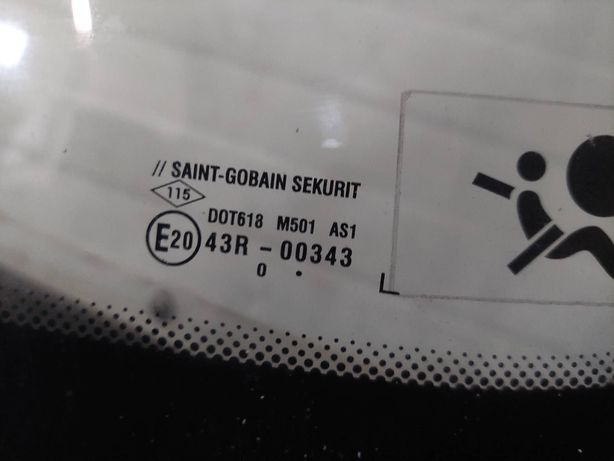 // SAINT-GOBAIN SEKURIT
115
DOT618 M501 AS1
E20 43R - 00343
0 •